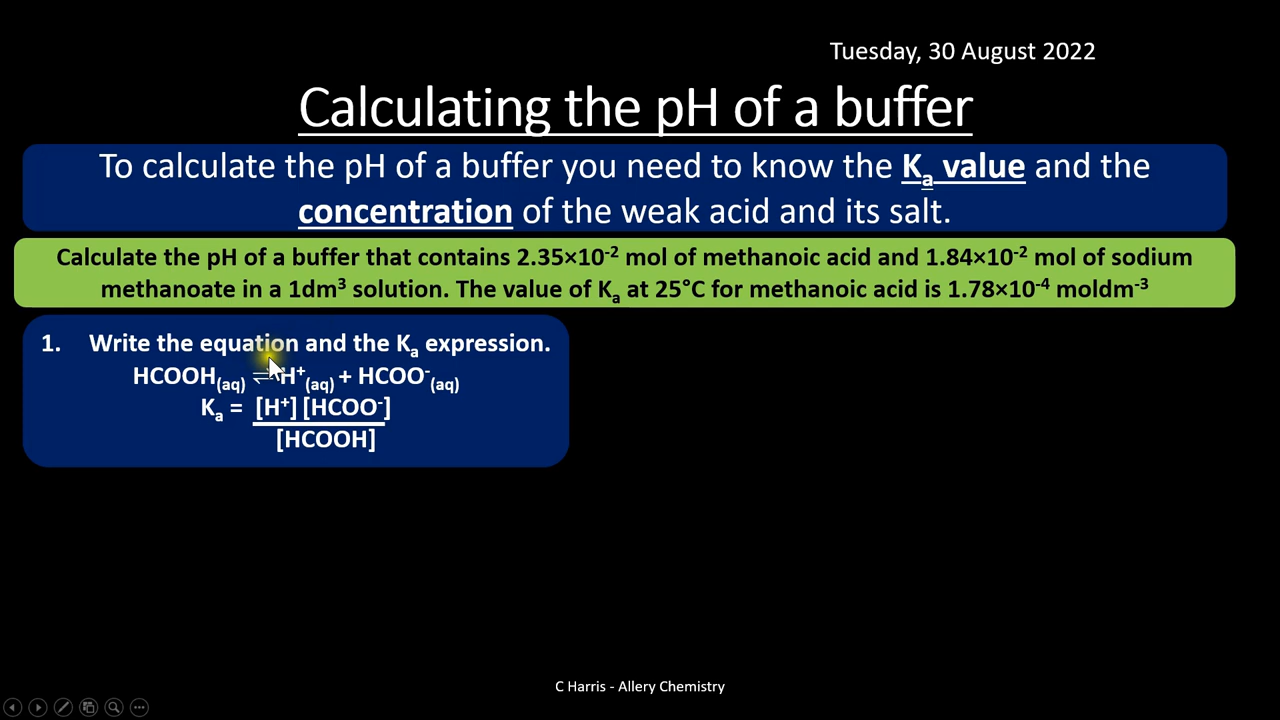 Tuesday, 30 August 2022
Calculating the pH of a buffer
To calculate the pH of a buffer you need to know the Kₐ value and the
concentration of the weak acid and its salt.
Calculate the pH of a buffer that contains 2.35×10⁻² mol of methanoic acid and 1.84×10⁻² mol of sodium
methanoate in a 1dm³ solution. The value of Kₐ at 25°C for methanoic acid is 1.78×10⁻⁴ moldm⁻³
1. Write the equation and the Kₐ expression.
HCOOH(aq) ⇌ H⁺(aq) + HCOO⁻(aq)
Kₐ = [H⁺] [HCOO⁻]
[HCOOH]
C Harris - Allery Chemistry